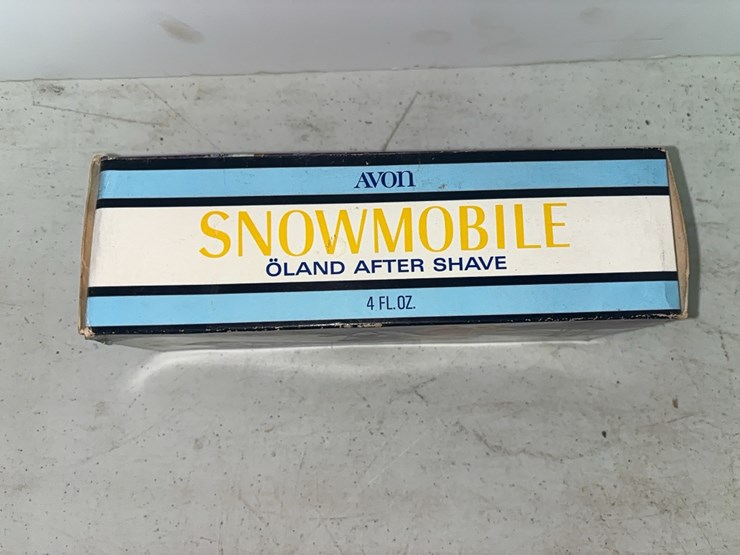 AVON
SNOWMOBILE
ÖLAND AFTER SHAVE
4 FL. OZ.